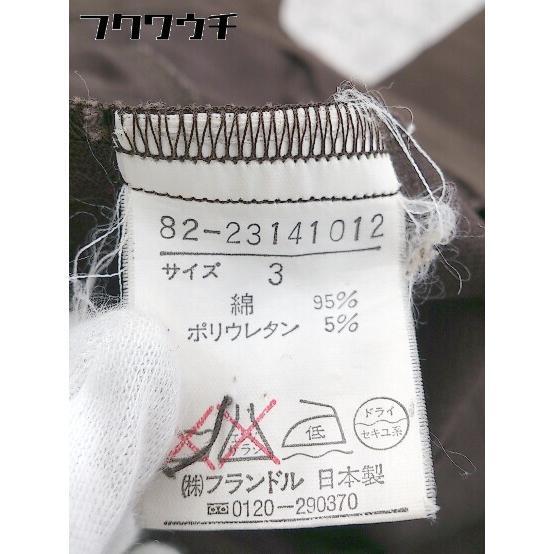 フクワウチ
82-23141012
サイズ 3
綿 95%
ポリウレタン 5%
低
ドライ
セキユ系
(株)フランドル 日本製
0120-290370